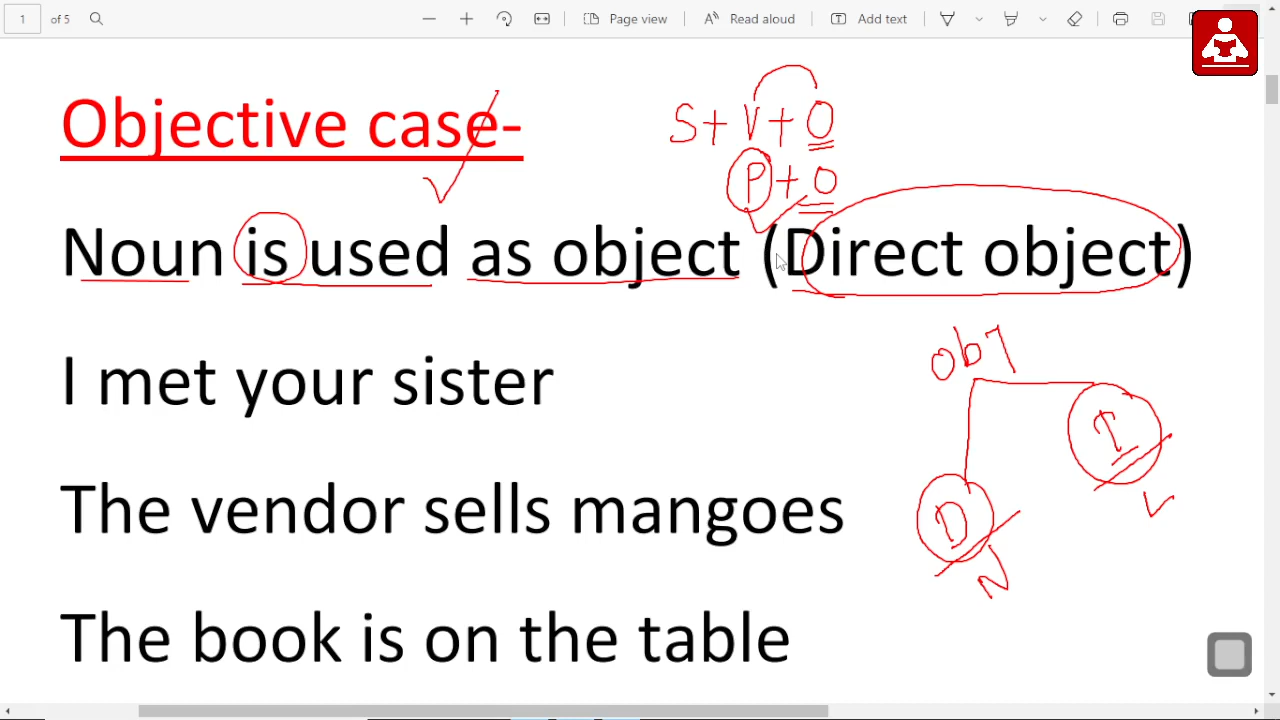 1 of 5 Page view Read aloud Add text
Objective case-
S+V+O
P+O
Noun is used as object (Direct object)
I met your sister
obj
I
The vendor sells mangoes
D
N
The book is on the table